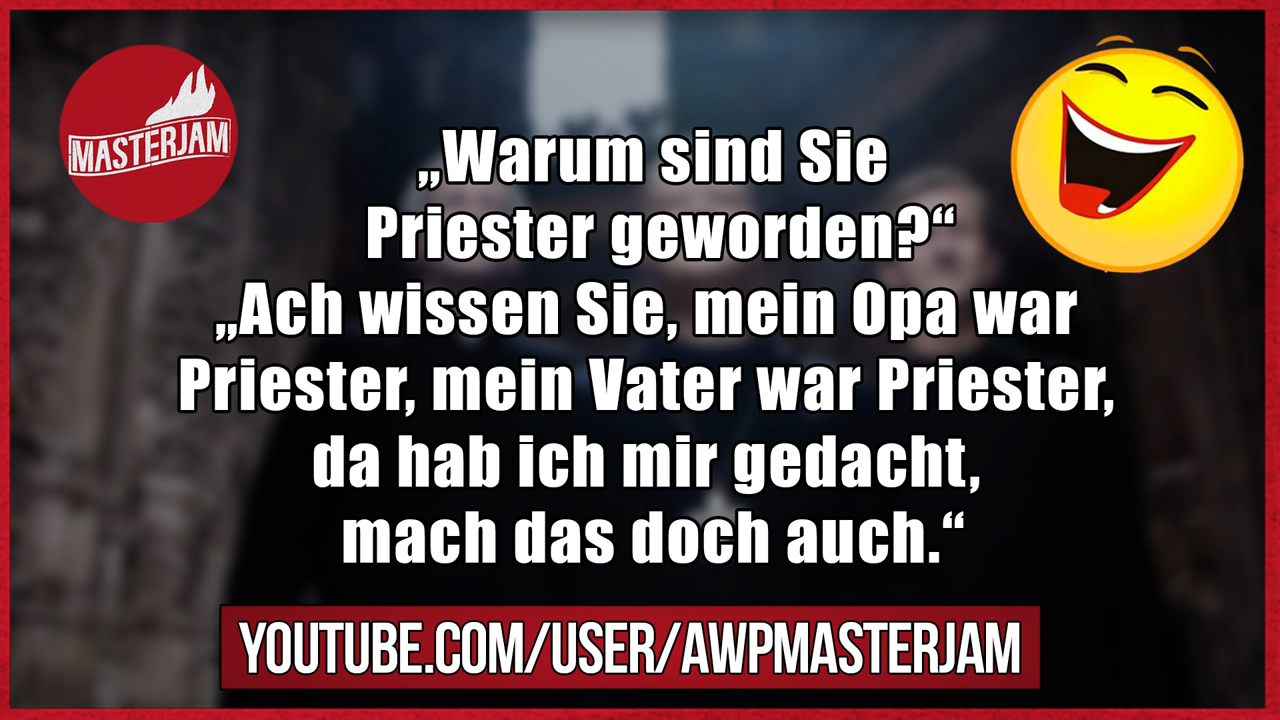 MASTERJAM
„Warum sind Sie
Priester geworden?“
„Ach wissen Sie, mein Opa war
Priester, mein Vater war Priester,
da hab ich mir gedacht,
mach das doch auch.“
YOUTUBE.COM/USER/AWPMASTERJAM